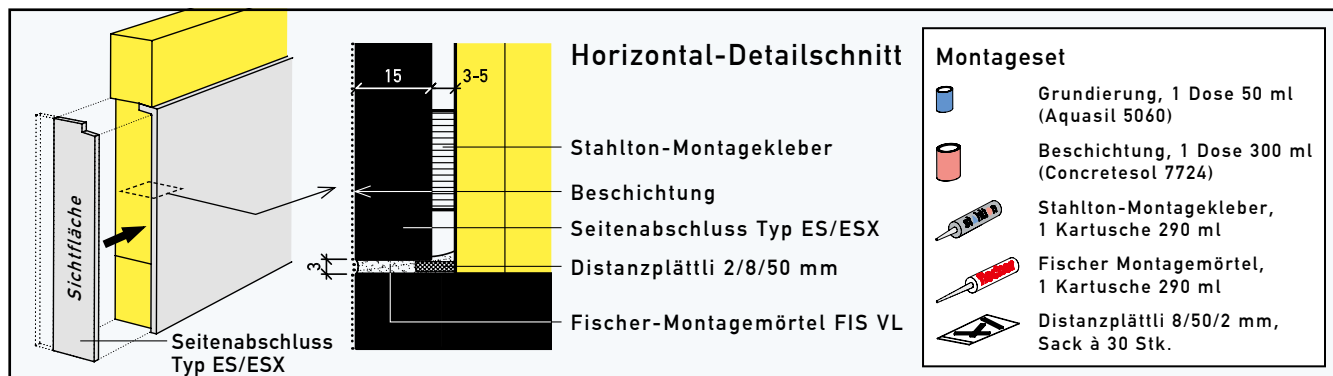 Sichtfläche
Seitenabschluss
Typ ES/ESX
Horizontal-Detailschnitt
15
3-5
3
Stahlton-Montagekleber
Beschichtung
Seitenabschluss Typ ES/ESX
Distanzplättli 2/8/50 mm
Fischer-Montagemörtel FIS VL
Montageset
Grundierung, 1 Dose 50 ml
(Aquasil 5060)
Beschichtung, 1 Dose 300 ml
(Concretesol 7724)
Stahlton-Montagekleber,
1 Kartusche 290 ml
fischer
Fischer Montagemörtel,
1 Kartusche 290 ml
Distanzplättli 8/50/2 mm,
Sack à 30 Stk.